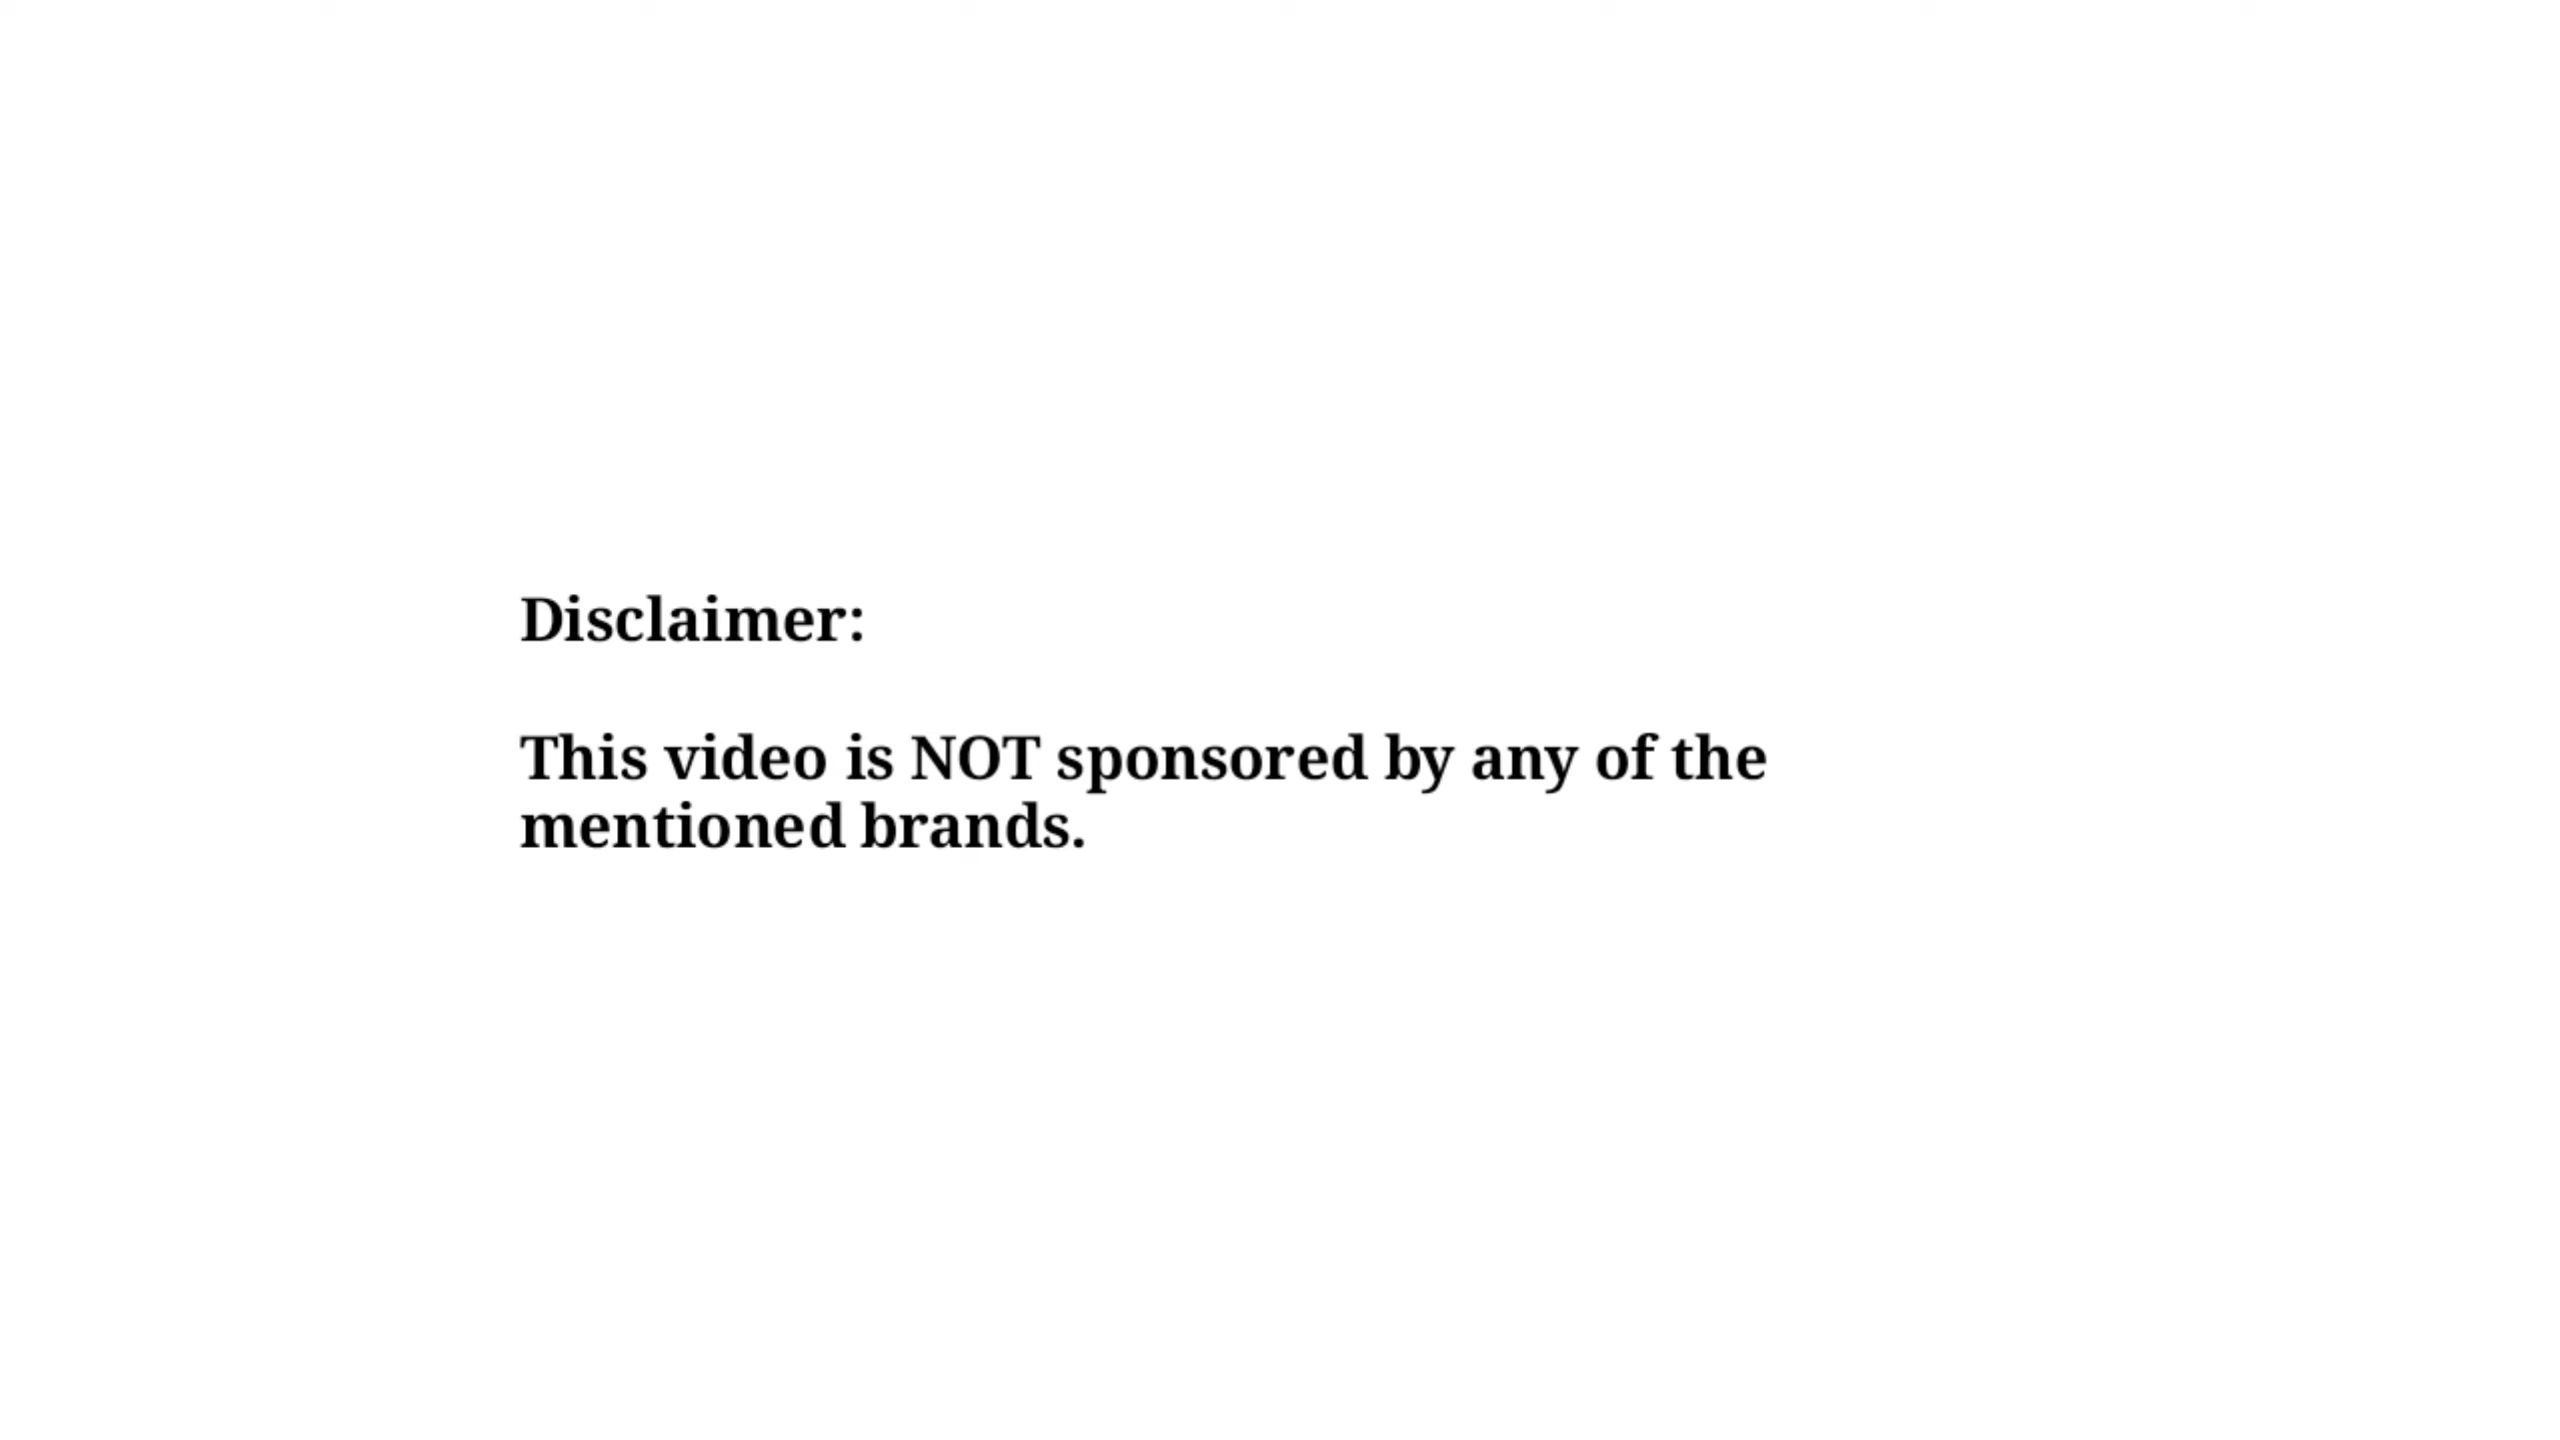 Disclaimer:
This video is NOT sponsored by any of the
mentioned brands.